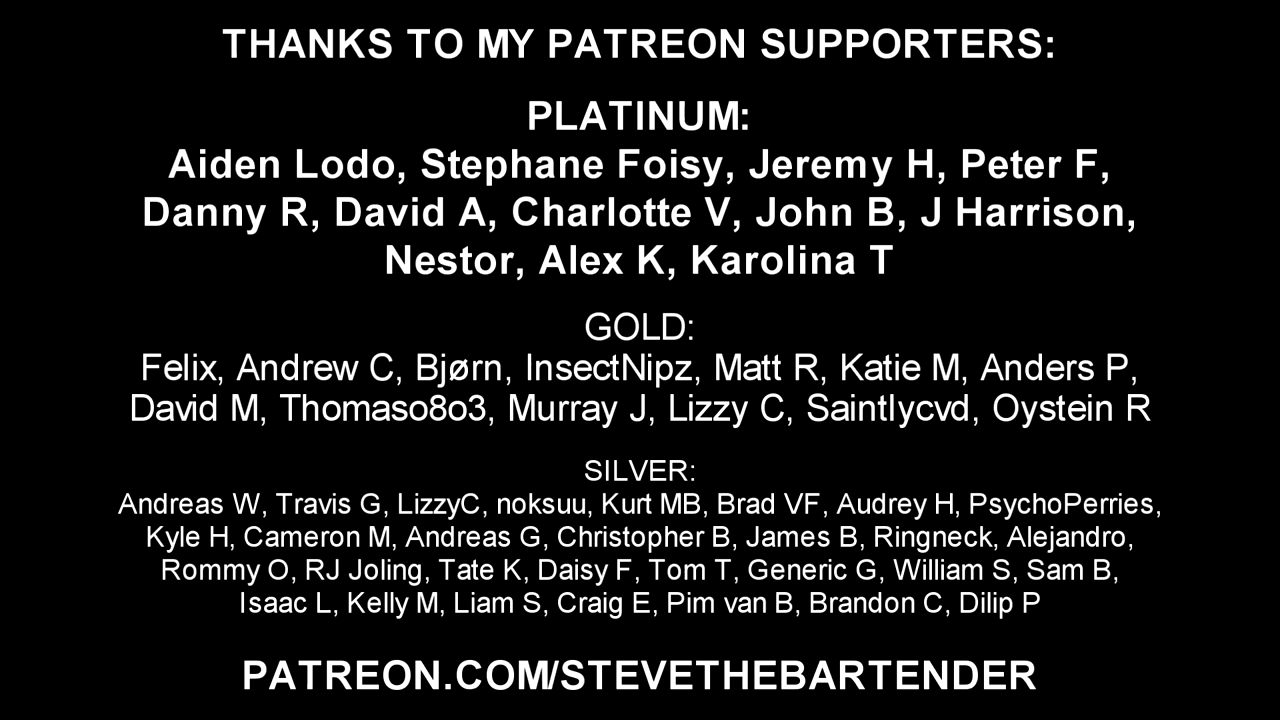 THANKS TO MY PATREON SUPPORTERS:
PLATINUM:
Aiden Lodo, Stephane Foisy, Jeremy H, Peter F,
Danny R, David A, Charlotte V, John B, J Harrison,
Nestor, Alex K, Karolina T
GOLD:
Felix, Andrew C, Bjørn, InsectNipz, Matt R, Katie M, Anders P,
David M, Thomaso8o3, Murray J, Lizzy C, Saintlycvd, Oystein R
SILVER:
Andreas W, Travis G, LizzyC, noksuu, Kurt MB, Brad VF, Audrey H, PsychoPerries,
Kyle H, Cameron M, Andreas G, Christopher B, James B, Ringneck, Alejandro,
Rommy O, RJ Joling, Tate K, Daisy F, Tom T, Generic G, William S, Sam B,
Isaac L, Kelly M, Liam S, Craig E, Pim van B, Brandon C, Dilip P
PATREON.COM/STEVETHEBARTENDER